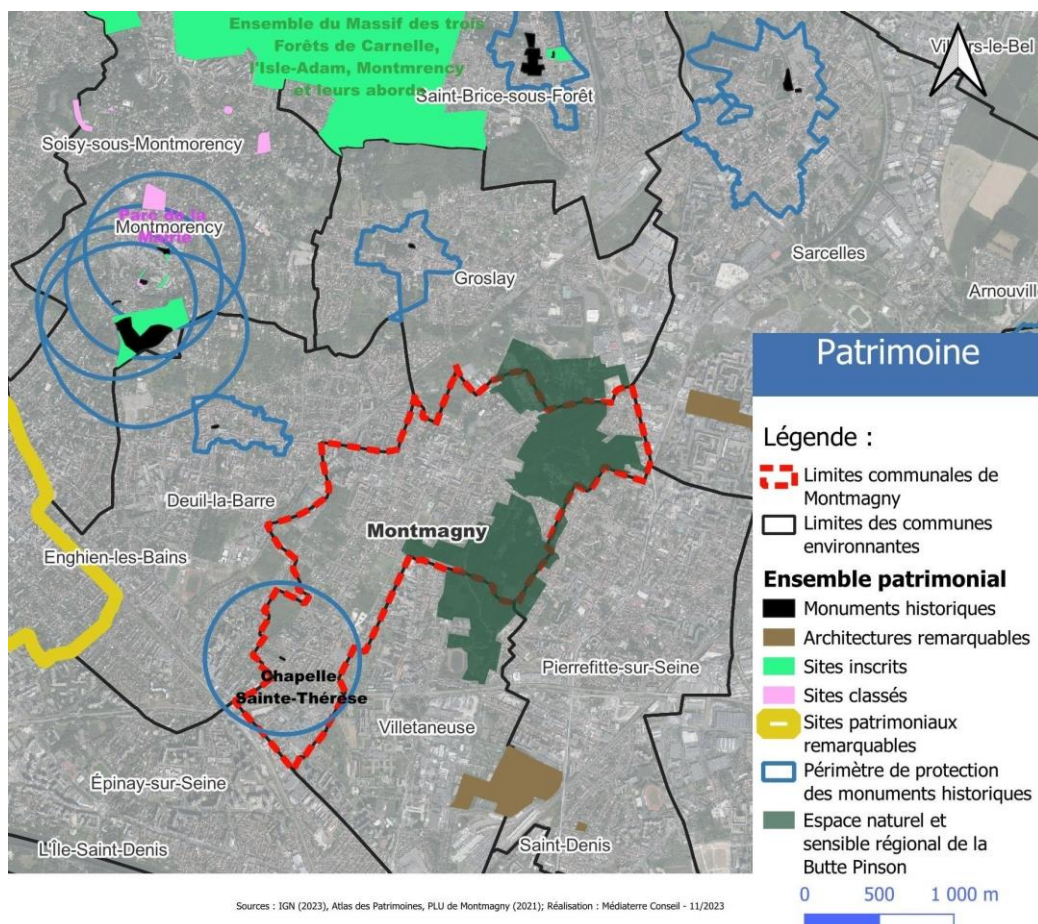 Ensemble du Massif des trois
Forêts de Carnelle,
l'Isle-Adam, Montmrency
et leurs abords
Saint-Brice-sous-Forêt
Villiers-le-Bel
Soisy-sous-Montmorency
Parc de la
Montmorency
Mairie
Groslay
Sarcelles
Arnouville
Deuil-la-Barre
Montmagny
Enghien-les-Bains
Chapelle
Sainte-Thérèse
Pierrefitte-sur-Seine
Villetaneuse
Épinay-sur-Seine
L'Île-Saint-Denis
Saint-Denis
Patrimoine
Légende :
Limites communales de
Montmagny
Limites des communes
environnantes
Ensemble patrimonial
Monuments historiques
Architectures remarquables
Sites inscrits
Sites classés
Sites patrimoniaux
remarquables
Périmètre de protection
des monuments historiques
Espace naturel et
sensible régional de la
Butte Pinson
0 500 1 000 m
Sources : IGN (2023), Atlas des Patrimoines, PLU de Montmagny (2021); Réalisation : Médiaterre Conseil - 11/2023